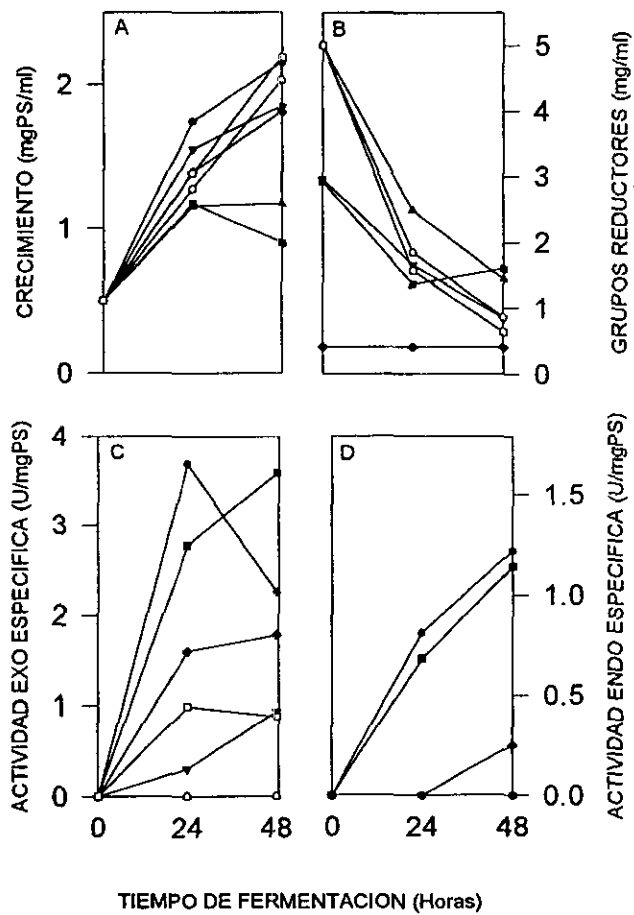 A
B
2
1
0
CRECIMIENTO (mgPS/ml)
5
4
3
2
1
0
GRUPOS REDUCTORES (mg/ml)
C
D
4
3
2
1
0
ACTIVIDAD EXO ESPECIFICA (U/mgPS)
1.5
1.0
0.5
0.0
ACTIVIDAD ENDO ESPECIFICA (U/mgPS)
0 24 48 0 24 48
TIEMPO DE FERMENTACION (Horas)